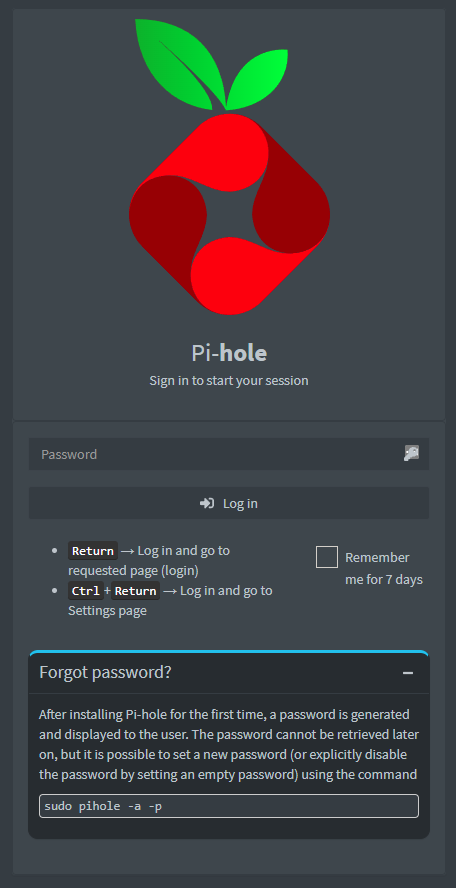 Pi-hole
Sign in to start your session
Password
Log in
Return → Log in and go to
requested page (login)
Ctrl + Return → Log in and go to
Settings page
Remember
me for 7 days
Forgot password?
After installing Pi-hole for the first time, a password is generated
and displayed to the user. The password cannot be retrieved later
on, but it is possible to set a new password (or explicitly disable
the password by setting an empty password) using the command
sudo pihole -a -p